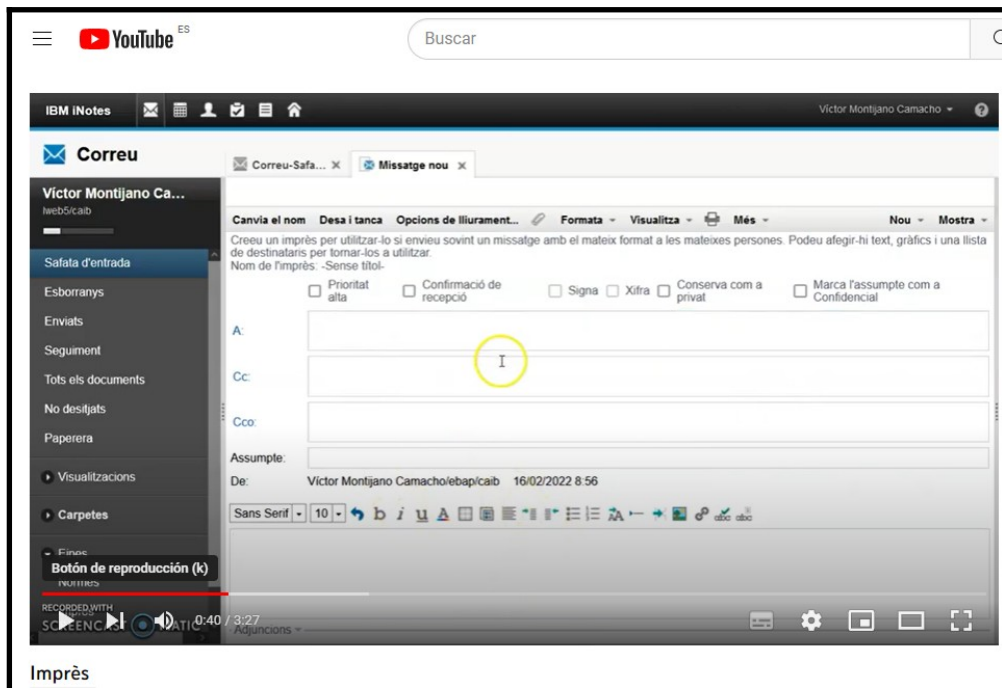 YouTube ES
Buscar
IBM iNotes
Víctor Montijano Camacho
Correu
Correu-Safa... X
Missatge nou x
Víctor Montijano Ca...
Iweb5/caib
Canvia el nom Desa i tanca Opcions de lliurament... Formata Visualitza Més Nou Mostra
Creeu un imprès per utilitzar-lo si envieu sovint un missatge amb el mateix format a les mateixes persones. Podeu afegir-hi text, gràfics i una llista
de destinataris per tornar-los a utilitzar.
Nom de l'imprès: -Sense títol-
Prioritat
alta
Confirmació de
recepció
Signa
Xifra
Conserva com a
privat
Marca l'assumpte com a
Confidencial
A:
Cc:
Cco:
Assumpte:
De: Víctor Montijano Camacho/ebap/caib 16/02/2022 8:56
Sans Serif 10
Safata d'entrada
Esborranys
Enviats
Seguiment
Tots els documents
No desitjats
Paperera
Visualitzacions
Carpetes
Eines
Normes
Botón de reproducción (k)
RECORDED WITH
SCREENCAST MATIC
0:40 / 3:27
Adjuncions
Imprès